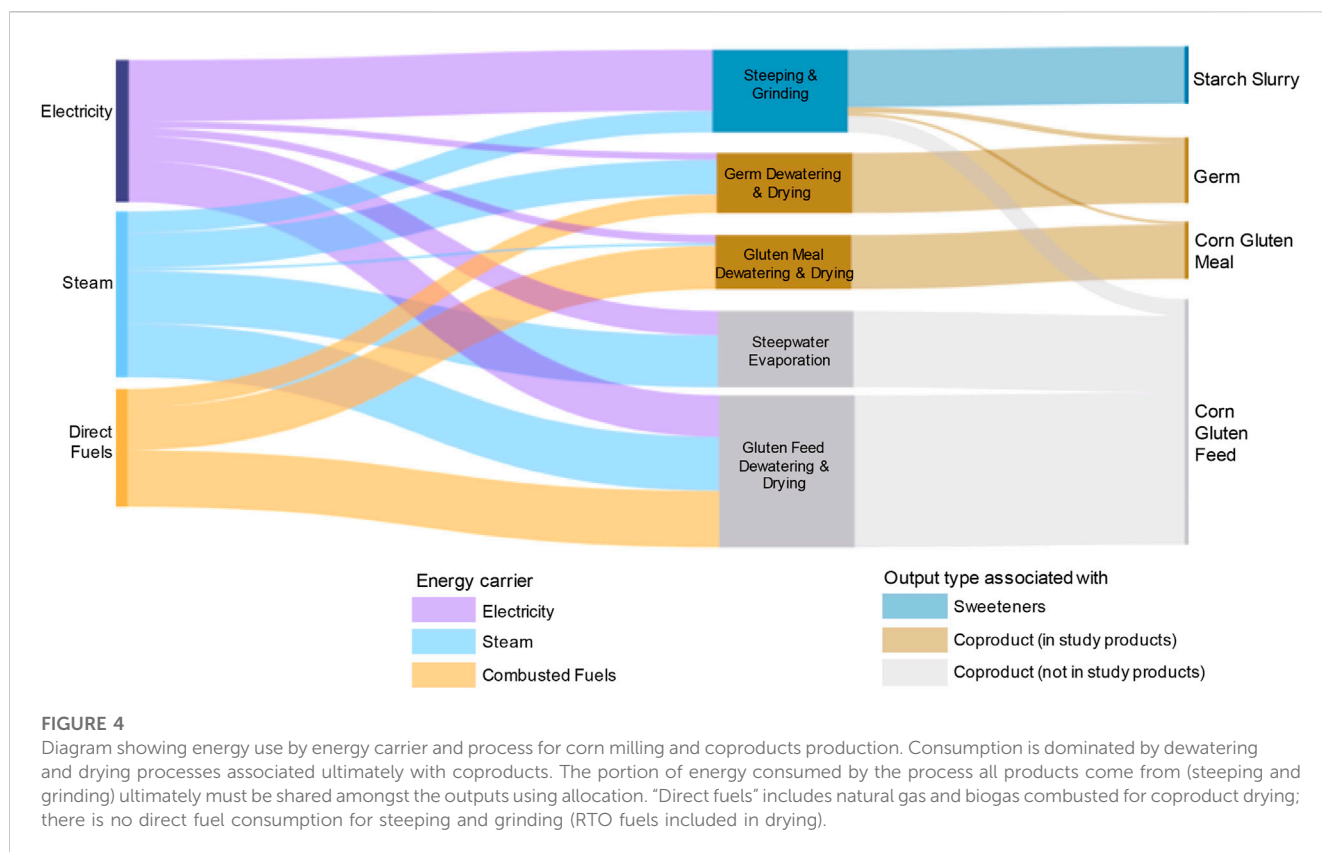 Electricity
Steam
Direct
Fuels
Steeping &
Grinding
Germ Dewatering
& Drying
Gluten Meal
Dewatering & Drying
Steepwater
Evaporation
Gluten Feed
Dewatering &
Drying
Starch Slurry
Germ
Corn Gluten
Meal
Corn
Gluten
Feed
Energy carrier
Electricity
Steam
Combusted Fuels
Output type associated with
Sweeteners
Coproduct (in study products)
Coproduct (not in study products)
FIGURE 4
Diagram showing energy use by energy carrier and process for corn milling and coproducts production. Consumption is dominated by dewatering
and drying processes associated ultimately with coproducts. The portion of energy consumed by the process all products come from (steeping and
grinding) ultimately must be shared amongst the outputs using allocation. “Direct fuels” includes natural gas and biogas combusted for coproduct drying;
there is no direct fuel consumption for steeping and grinding (RTO fuels included in drying).